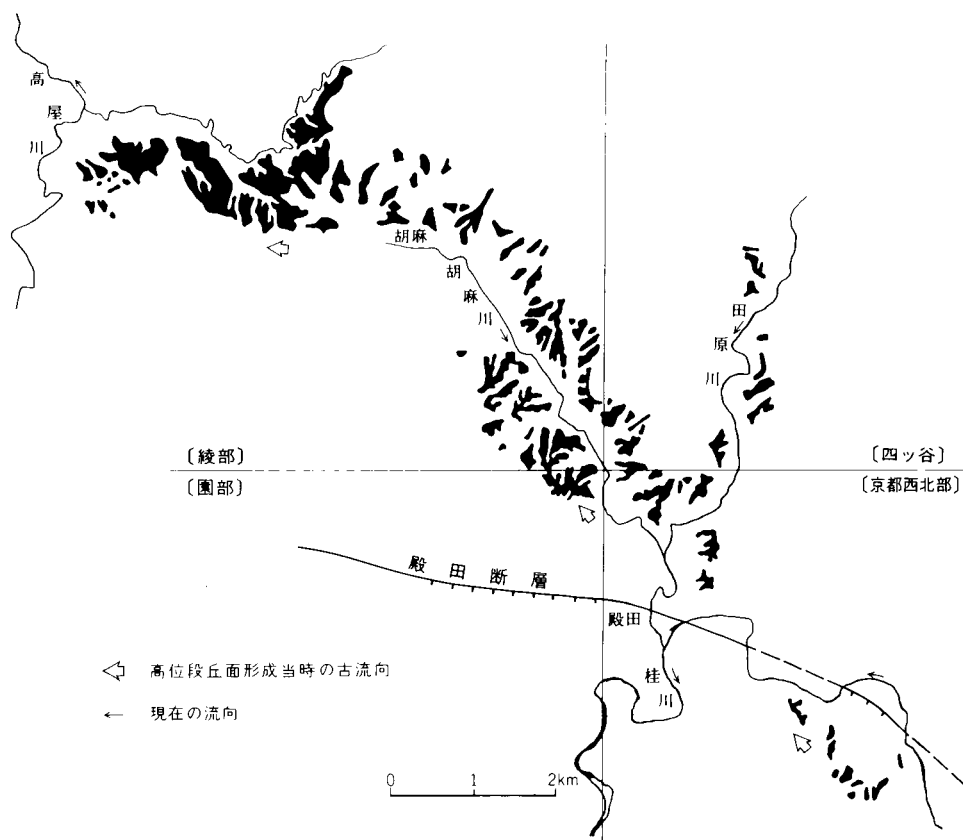 高屋川
胡麻
胡麻川
田原川
〔綾部〕
〔四ッ谷〕
〔園部〕
〔京都西北部〕
殿田断層
殿田
桂川
高位段丘面形成当時の古流向
現在の流向
0 1 2km